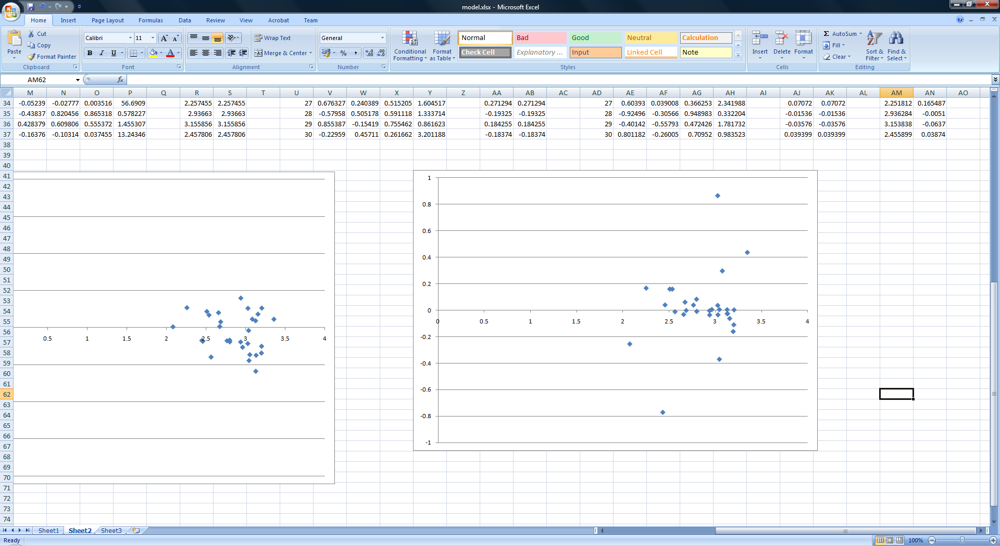 model.xlsx - Microsoft Excel
Home Insert Page Layout Formulas Data Review View Acrobat Team
Paste
Cut
Copy
Format Painter
Clipboard
Calibri 11
B I U
Font
Wrap Text
Merge & Center
Alignment
General
% ,
Number
Conditional Formatting
Format as Table
Normal Bad Good Neutral Calculation
Check Cell Explanatory ... Input Linked Cell Note
Styles
Insert Delete Format
Cells
Σ AutoSum
Fill
Clear
Sort & Filter
Find & Select
Editing
AM62 fx
M N O P Q R S T U V W X Y Z AA AB AC AD AE AF AG AH AI AJ AK AL AM AN AO
34 -0.05239 -0.02777 0.003516 56.6909 2.257455 2.257455 27 0.676327 0.240389 0.515205 1.604517 0.271294 0.271294 27 0.60393 0.039008 0.366253 2.341988 0.07072 0.07072 2.251812 0.165487
35 -0.43837 0.820456 0.865318 0.578227 2.93663 2.93663 28 -0.57958 0.505178 0.591118 1.333714 -0.19325 -0.19325 28 -0.92496 -0.30566 0.948983 0.332204 -0.01536 -0.01536 2.936284 -0.0051
36 0.428379 0.609806 0.555372 1.455307 3.155856 3.155856 29 0.855387 -0.15419 0.755462 0.861623 0.184255 0.184255 29 -0.40142 -0.55793 0.472426 1.781732 -0.03576 -0.03576 3.153838 -0.0637
37 -0.16376 -0.10314 0.037455 13.24346 2.457806 2.457806 30 -0.22959 0.45711 0.261662 3.201188 -0.18374 -0.18374 30 0.801182 -0.26005 0.70952 0.983523 0.039399 0.039399 2.455899 0.03874
38
39
40
41
42
43
44
45
46
47
48
49
50
51
52
53
54
55
56
57
58
59
60
61
62
63
64
65
66
67
68
69
70
71
72
73
74
0.5 1 1.5 2 2.5 3 3.5 4
1
0.8
0.6
0.4
0.2
0
-0.2
-0.4
-0.6
-0.8
-1
0 0.5 1 1.5 2 2.5 3 3.5 4
Sheet1 Sheet2 Sheet3
Ready 100%